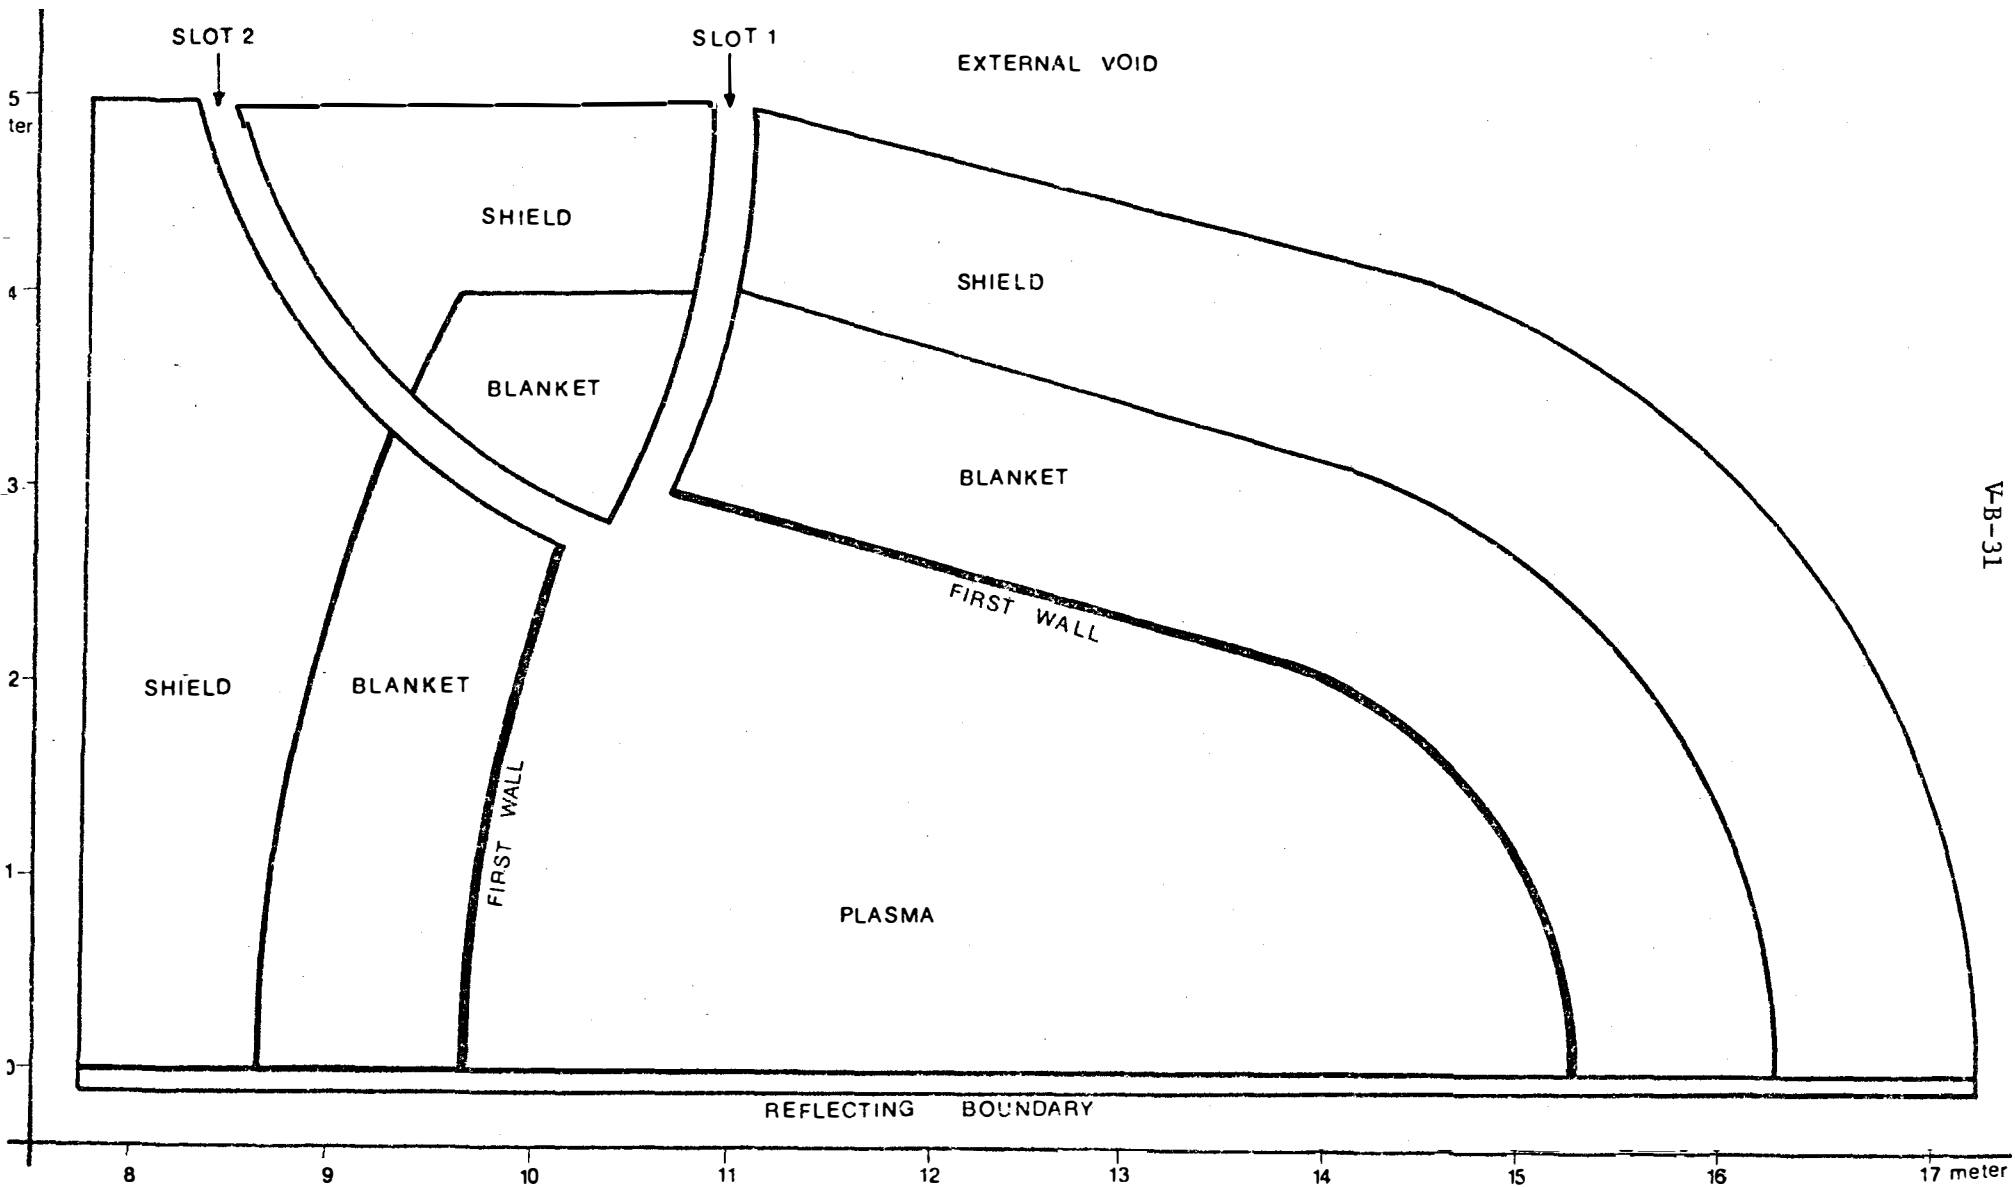 SLOT 2
SLOT 1
EXTERNAL VOID
5
ter
SHIELD
SHIELD
4
BLANKET
BLANKET
3
V-B-31
FIRST WALL
2
SHIELD
BLANKET
FIRST WALL
1
PLASMA
0
REFLECTING BOUNDARY
8 9 10 11 12 13 14 15 16 17 meter